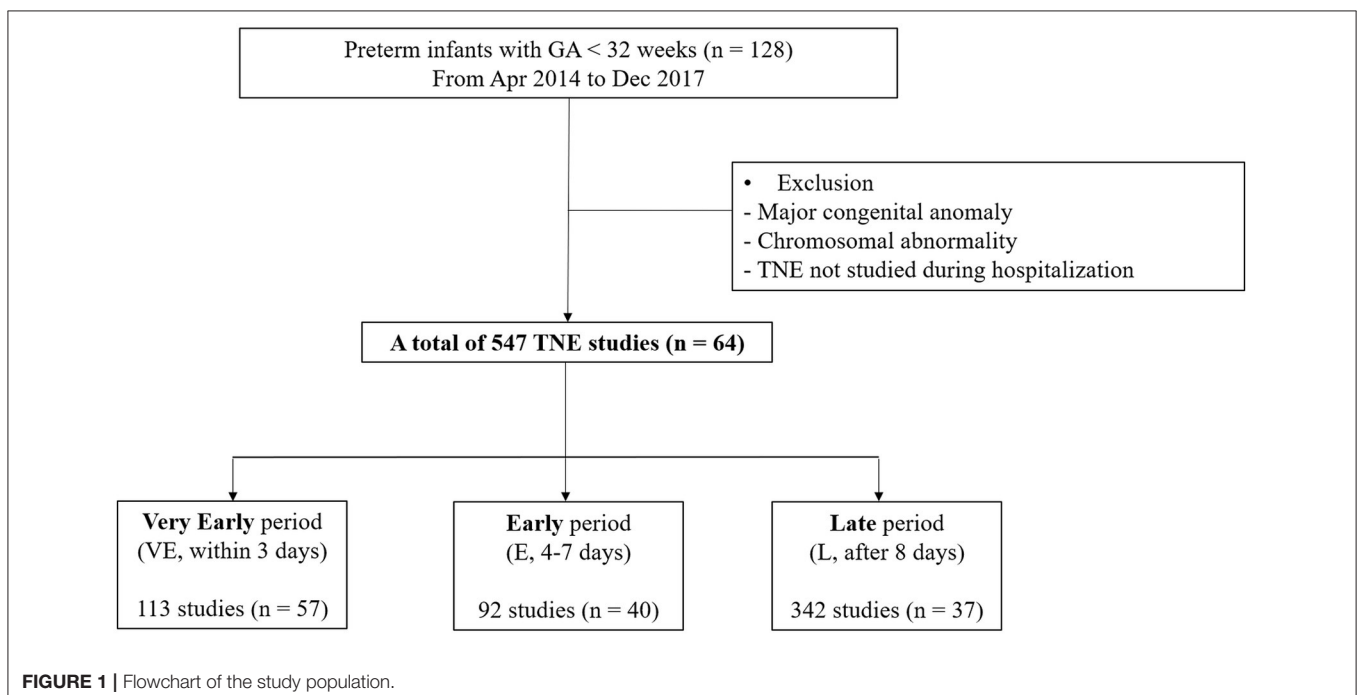 Preterm infants with GA < 32 weeks (n = 128)
From Apr 2014 to Dec 2017
• Exclusion
- Major congenital anomaly
- Chromosomal abnormality
- TNE not studied during hospitalization
A total of 547 TNE studies (n = 64)
Very Early period
(VE, within 3 days)
113 studies (n = 57)
Early period
(E, 4-7 days)
92 studies (n = 40)
Late period
(L, after 8 days)
342 studies (n = 37)
FIGURE 1 | Flowchart of the study population.